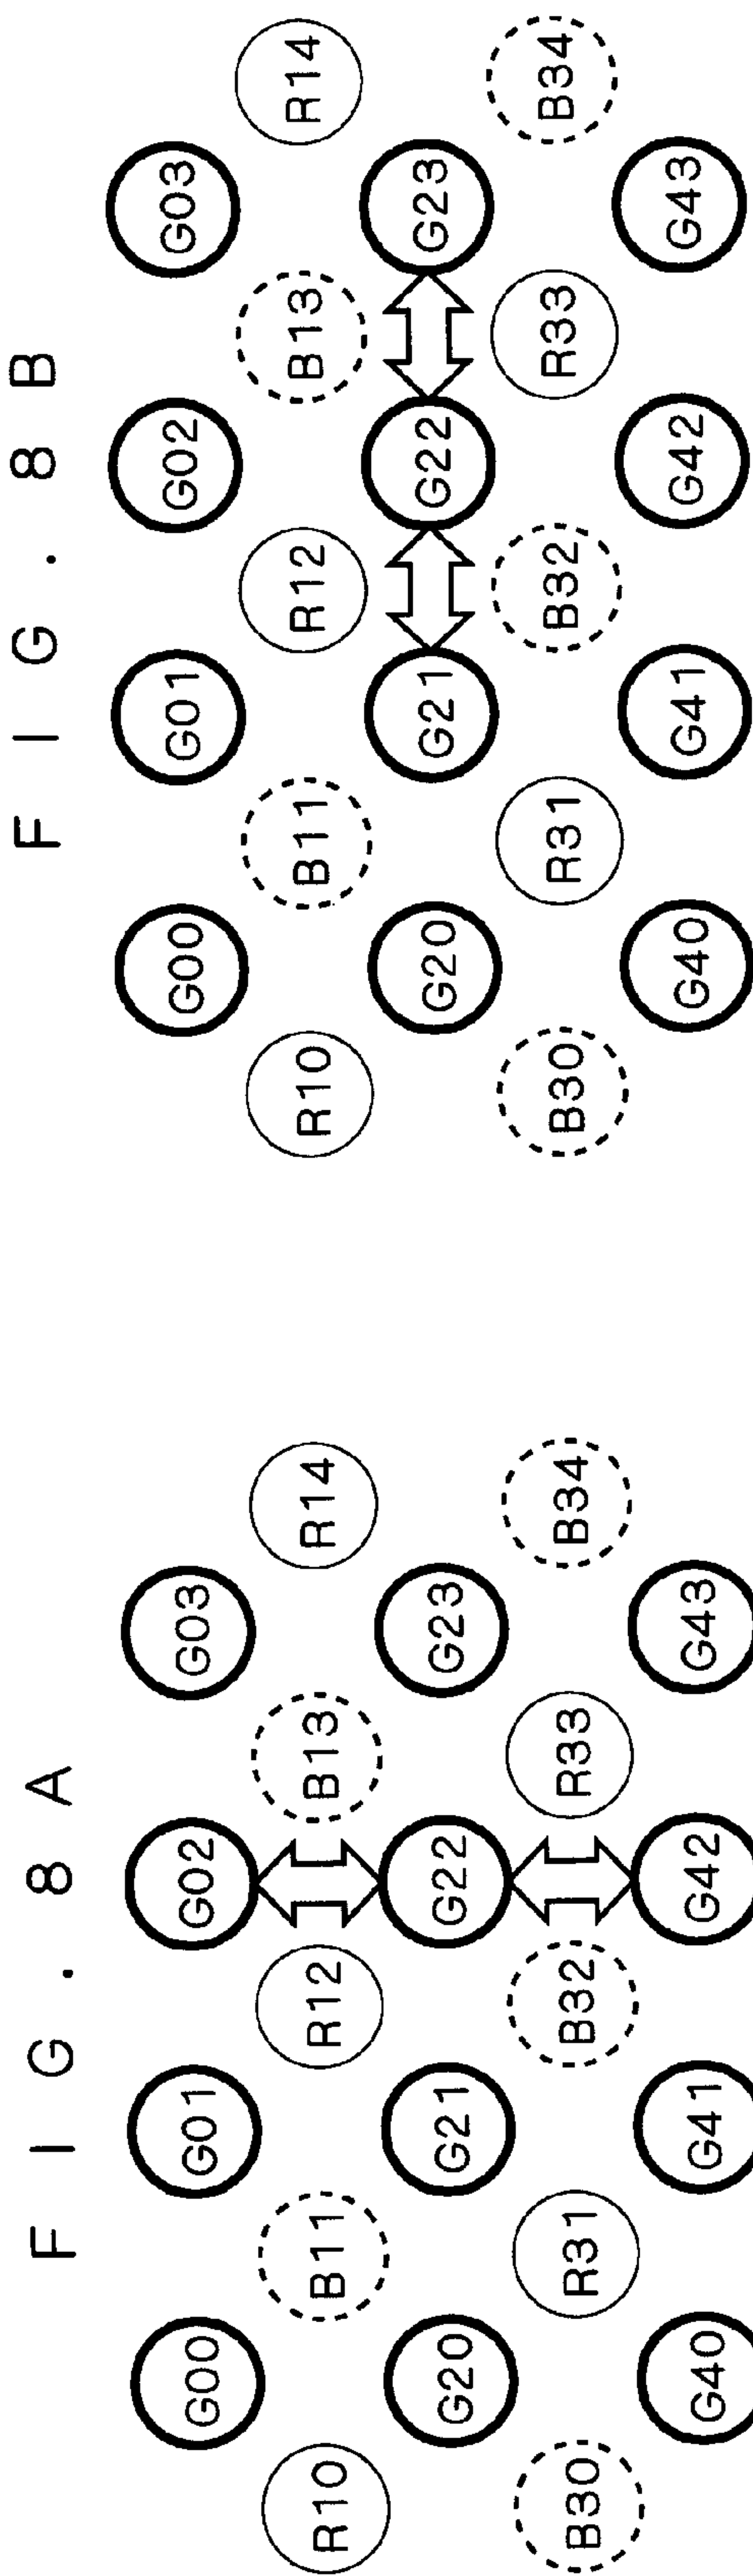 FIG. 8A
G00 G01 G02 G03
R10 B11 R12 B13 R14
G20 G21 G22 G23
B30 R31 B32 R33 B34
G40 G41 G42 G43
FIG. 8B
G00 G01 G02 G03
R10 B11 R12 B13 R14
G20 G21 G22 G23
B30 R31 B32 R33 B34
G40 G41 G42 G43